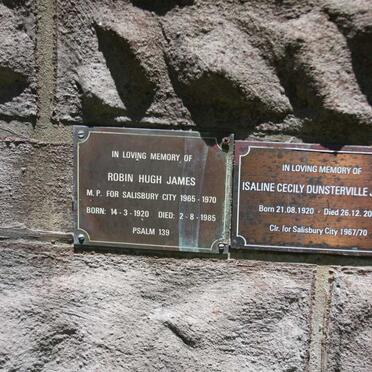 IN LOVING MEMORY OF
ROBIN HUGH JAMES
M.P. FOR SALISBURY CITY 1965 - 1970
BORN: 14 - 3 - 1920 DIED: 2 - 8 - 1985
PSALM 139
IN LOVING MEMORY OF
ISALINE CECILY DUNSTERVILLE J
Born 21.08.1920 - Died 26.12.20
Clr. for Salisbury City 1967/70